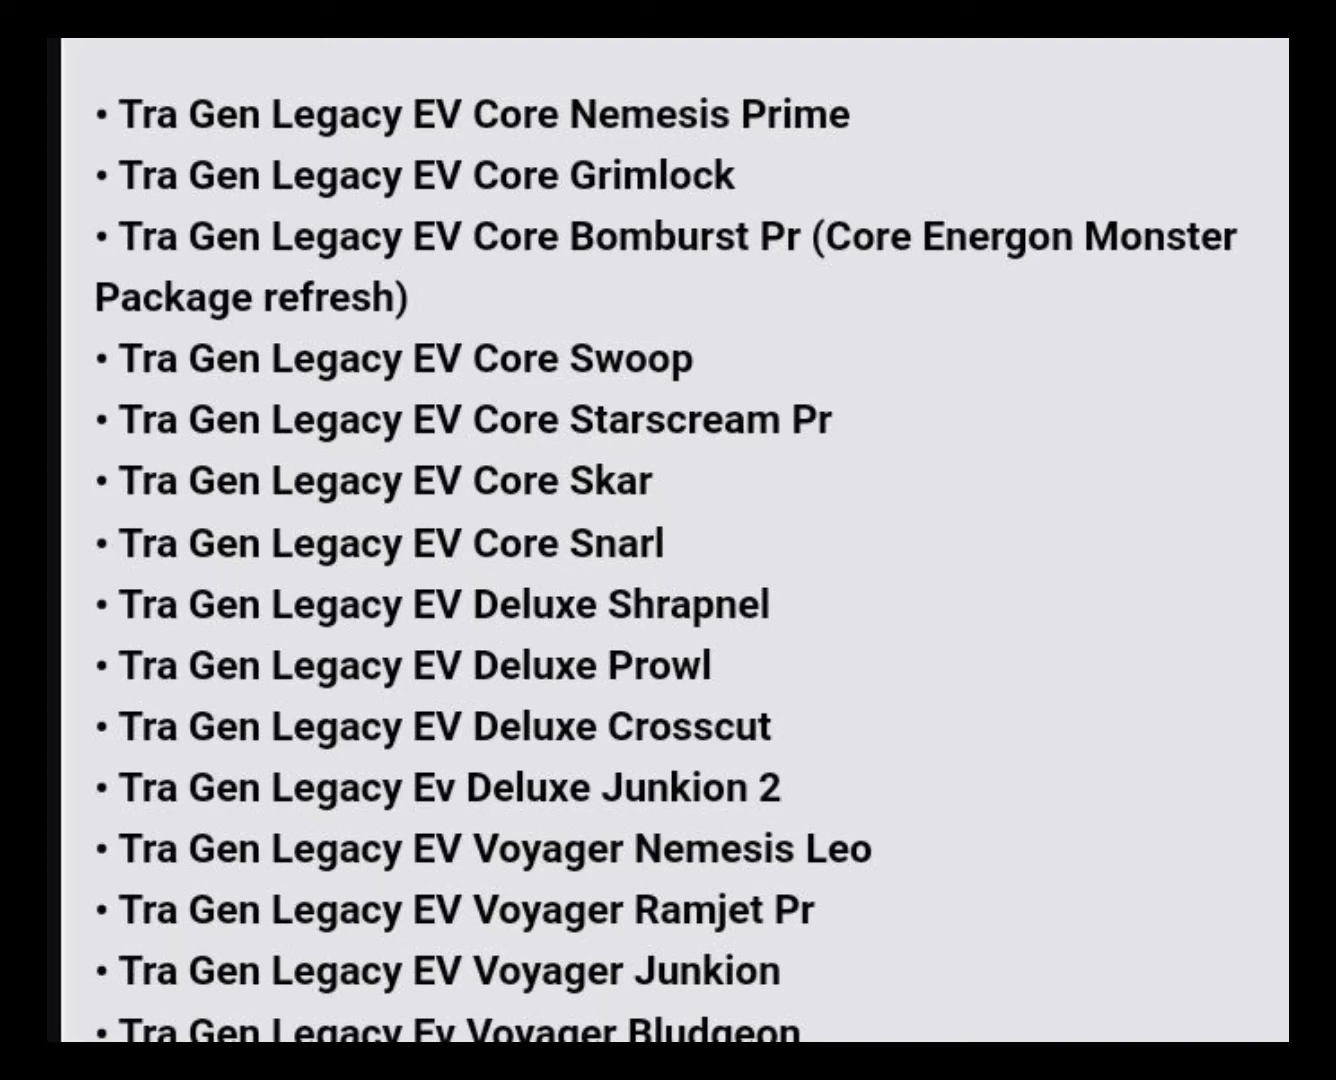 • Tra Gen Legacy EV Core Nemesis Prime
• Tra Gen Legacy EV Core Grimlock
• Tra Gen Legacy EV Core Bomburst Pr (Core Energon Monster
Package refresh)
• Tra Gen Legacy EV Core Swoop
• Tra Gen Legacy EV Core Starscream Pr
• Tra Gen Legacy EV Core Skar
• Tra Gen Legacy EV Core Snarl
• Tra Gen Legacy EV Deluxe Shrapnel
• Tra Gen Legacy EV Deluxe Prowl
• Tra Gen Legacy EV Deluxe Crosscut
• Tra Gen Legacy Ev Deluxe Junkion 2
• Tra Gen Legacy EV Voyager Nemesis Leo
• Tra Gen Legacy EV Voyager Ramjet Pr
• Tra Gen Legacy EV Voyager Junkion
• Tra Gen Legacy Ev Voyager Bludgeon